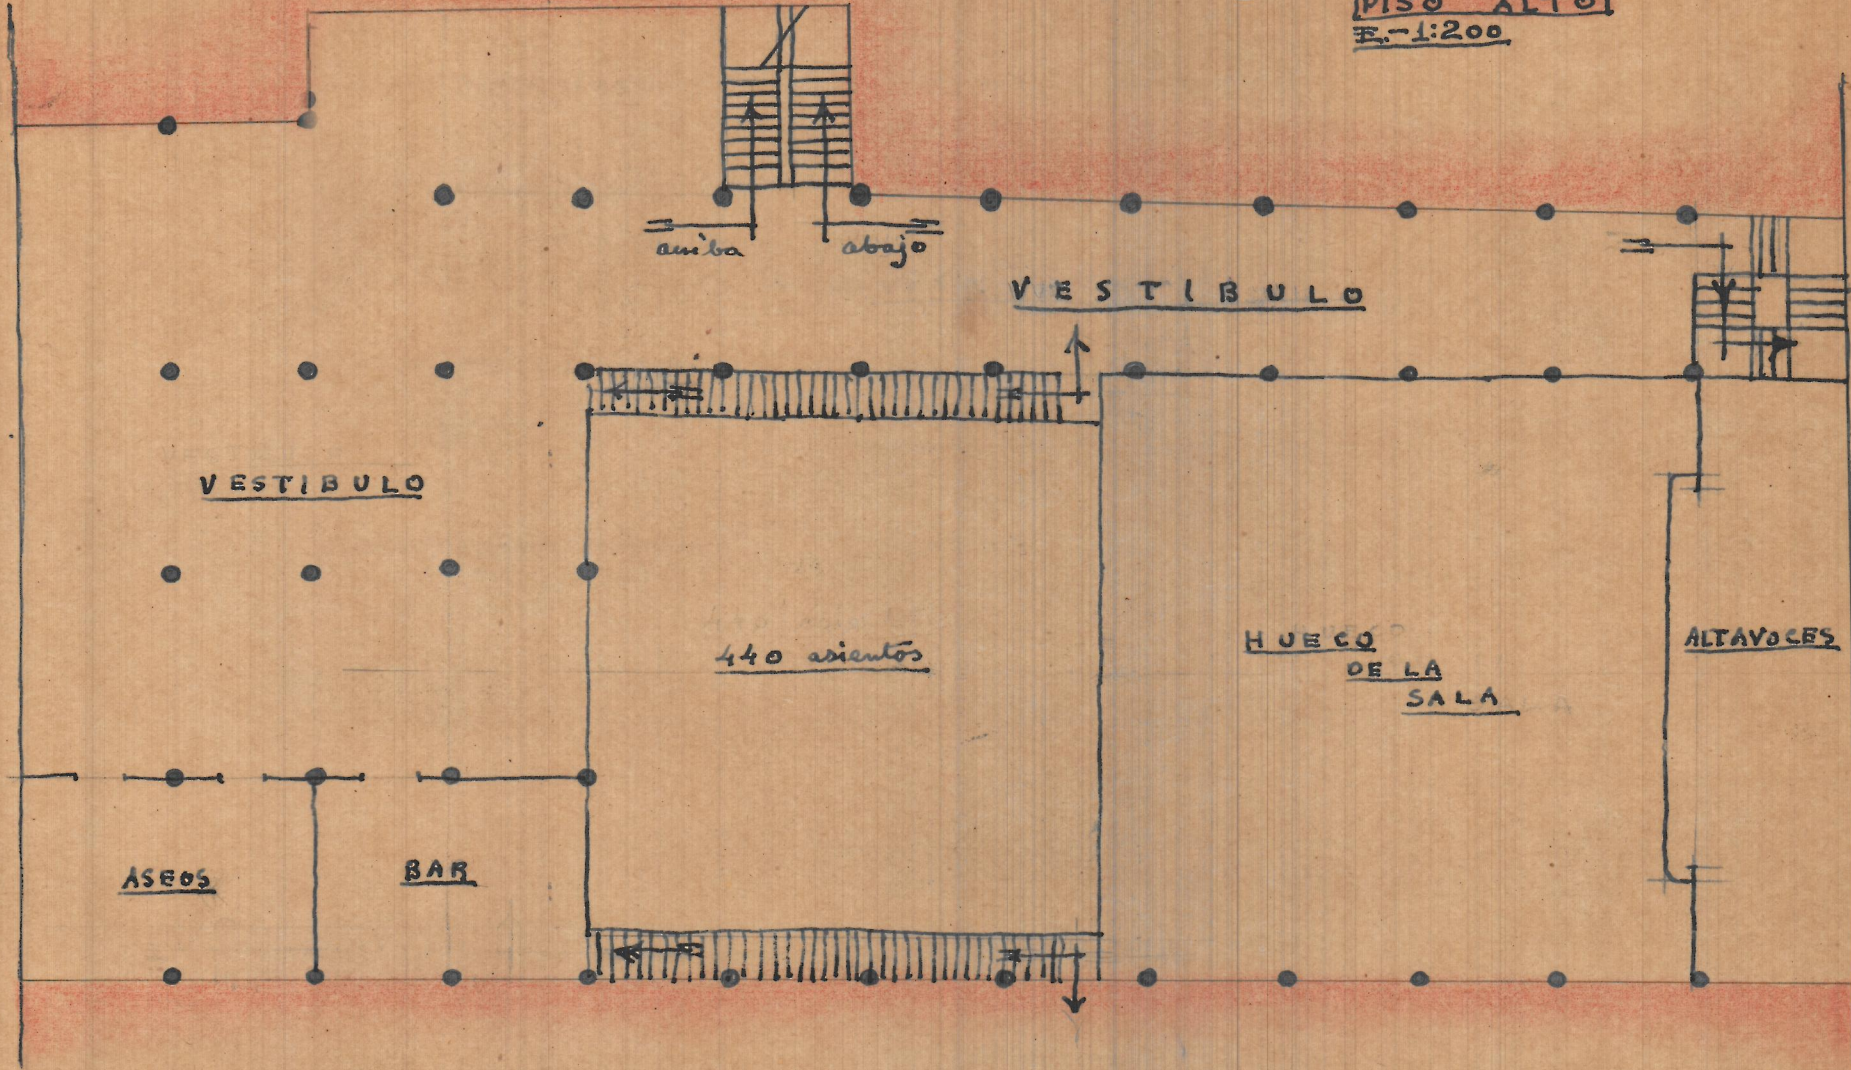 PISO ALTO
E.-1:200
arriba
abajo
VESTIBULO
VESTIBULO
440 asientos
HUECO
DE LA
SALA
ALTAVOCES
ASEOS
BAR